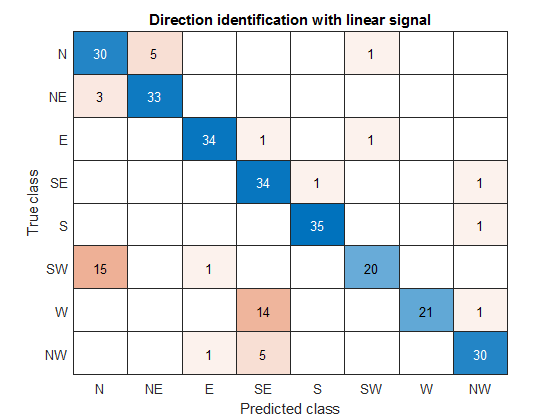 Direction identification with linear signal
N 30 5 1
NE 3 33
E 34 1 1
SE 34 1 1
S 35 1
SW 15 1 20
W 14 21 1
NW 1 5 30
N NE E SE S SW W NW
Predicted class
True class